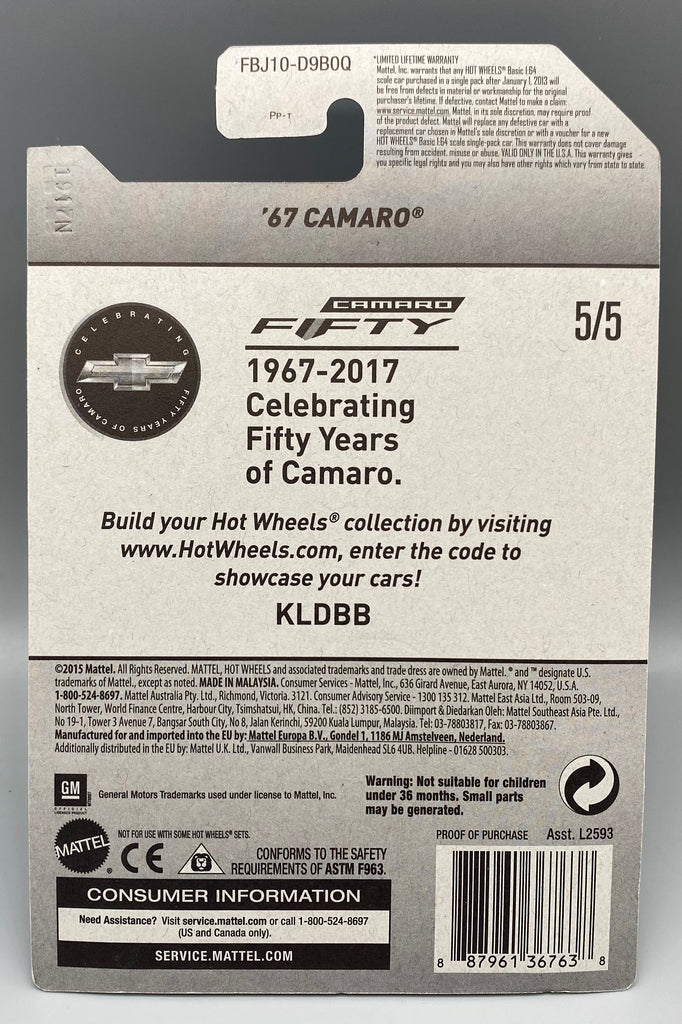 FBJ10-D9B0Q
PP-T
*LIMITED LIFETIME WARRANTY
Mattel, Inc. warrants that any HOT WHEELS® Basic 1:64
scale car purchased in a single pack after January 1, 2013 will
be free from defects in material or workmanship for the original
purchaser's lifetime. If defective, contact Mattel to make a claim:
www.service.mattel.com. Mattel, in its sole discretion, may require proof
of the product defect. Mattel will replace any defective car with a
replacement car chosen in Mattel's sole discretion or with a voucher for a new
HOT WHEELS® Basic 1:64 scale single-pack car. This warranty does not cover damage
resulting from accident, misuse or abuse. VALID ONLY IN THE U.S.A. This warranty gives
you specific legal rights and you may also have other rights which vary from state to state.
'67 CAMARO®
CELEBRATING
FIFTY YEARS OF CAMARO
CAMARO
FIFTY
5/5
1967-2017
Celebrating
Fifty Years
of Camaro.
Build your Hot Wheels® collection by visiting
www.HotWheels.com, enter the code to
showcase your cars!
KLDBB
©2015 Mattel. All Rights Reserved. MATTEL, HOT WHEELS and associated trademarks and trade dress are owned by Mattel. ® and ™ designate U.S.
trademarks of Mattel, except as noted. MADE IN MALAYSIA. Consumer Services - Mattel, Inc., 636 Girard Avenue, East Aurora, NY 14052, U.S.A.
1-800-524-8697. Mattel Australia Pty. Ltd., Richmond, Victoria. 3121. Consumer Advisory Service - 1300 135 312. Mattel East Asia Ltd., Room 503-09,
North Tower, World Finance Centre, Harbour City, Tsimshatsui, HK, China. Tel.: (852) 3185-6500. Diimport & Diedarkan Oleh: Mattel Southeast Asia Pte. Ltd.,
No 19-1, Tower 3 Avenue 7, Bangsar South City, No 8, Jalan Kerinchi, 59200 Kuala Lumpur, Malaysia. Tel: 03-78803817, Fax: 03-78803867.
Manufactured for and imported into the EU by: Mattel Europa B.V., Gondel 1, 1186 MJ Amstelveen, Nederland.
Additionally distributed in the EU by: Mattel U.K. Ltd., Vanwall Business Park, Maidenhead SL6 4UB. Helpline - 01628 500303.
GM
OFFICIAL
LICENSED PRODUCT
General Motors Trademarks used under license to Mattel, Inc.
Warning: Not suitable for children
under 36 months. Small parts
may be generated.
MATTEL
NOT FOR USE WITH SOME HOT WHEELS® SETS.
CE
CONFORMS TO THE SAFETY
REQUIREMENTS OF ASTM F963.
PROOF OF PURCHASE Asst. L2593
CONSUMER INFORMATION
Need Assistance? Visit service.mattel.com or call 1-800-524-8697
(US and Canada only).
SERVICE.MATTEL.COM
8 87961 36763 8